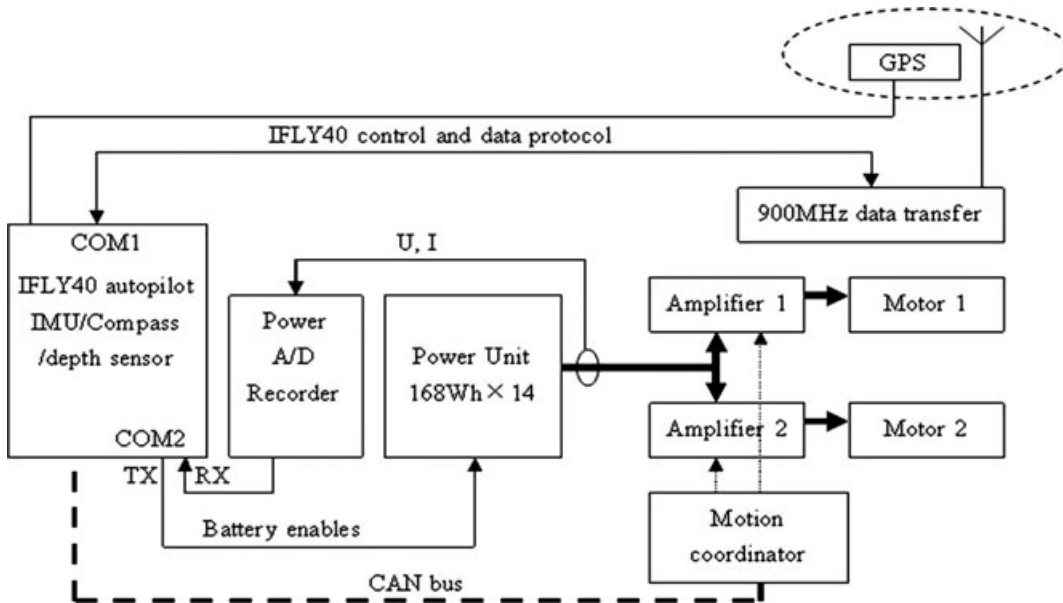 GPS
IFLY40 control and data protocol
900MHz data transfer
COM1
IFLY40 autopilot
IMU/Compass
/depth sensor
COM2
U, I
Power
A/D
Recorder
Power Unit
168Wh×14
Amplifier 1
Motor 1
Amplifier 2
Motor 2
TX
RX
Battery enables
Motion
coordinator
CAN bus